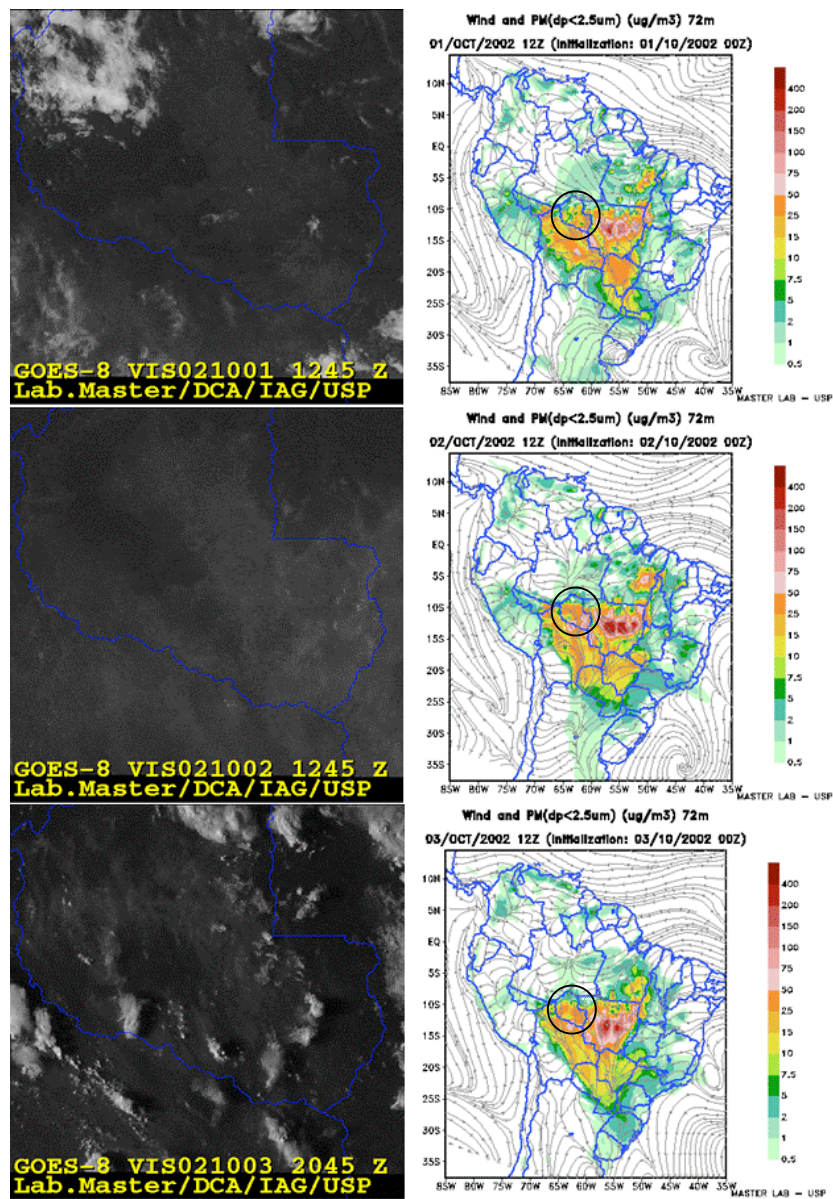 Wind and PM(dp<2.5um) (ug/m3) 72m
01/OCT/2002 12Z (Initialization: 01/10/2002 00Z)
10N
5N
EQ
5S
10S
15S
20S
25S
30S
35S
85W 80W 75W 70W 65W 60W 55W 50W 45W 40W 35W
400
200
150
100
75
50
25
15
10
7.5
5
2
1
0.5
MASTER LAB – USP
GOES-8 VIS021001 1245 Z
Lab.Master/DCA/IAG/USP
Wind and PM(dp<2.5um) (ug/m3) 72m
02/OCT/2002 12Z (Initialization: 02/10/2002 00Z)
10N
5N
EQ
5S
10S
15S
20S
25S
30S
35S
85W 80W 75W 70W 65W 60W 55W 50W 45W 40W 35W
400
200
150
100
75
50
25
15
10
7.5
5
2
1
0.5
MASTER LAB – USP
GOES-8 VIS021002 1245 Z
Lab.Master/DCA/IAG/USP
Wind and PM(dp<2.5um) (ug/m3) 72m
03/OCT/2002 12Z (Initialization: 03/10/2002 00Z)
10N
5N
EQ
5S
10S
15S
20S
25S
30S
35S
85W 80W 75W 70W 65W 60W 55W 50W 45W 40W 35W
400
200
150
100
75
50
25
15
10
7.5
5
2
1
0.5
MASTER LAB – USP
GOES-8 VIS021003 2045 Z
Lab.Master/DCA/IAG/USP